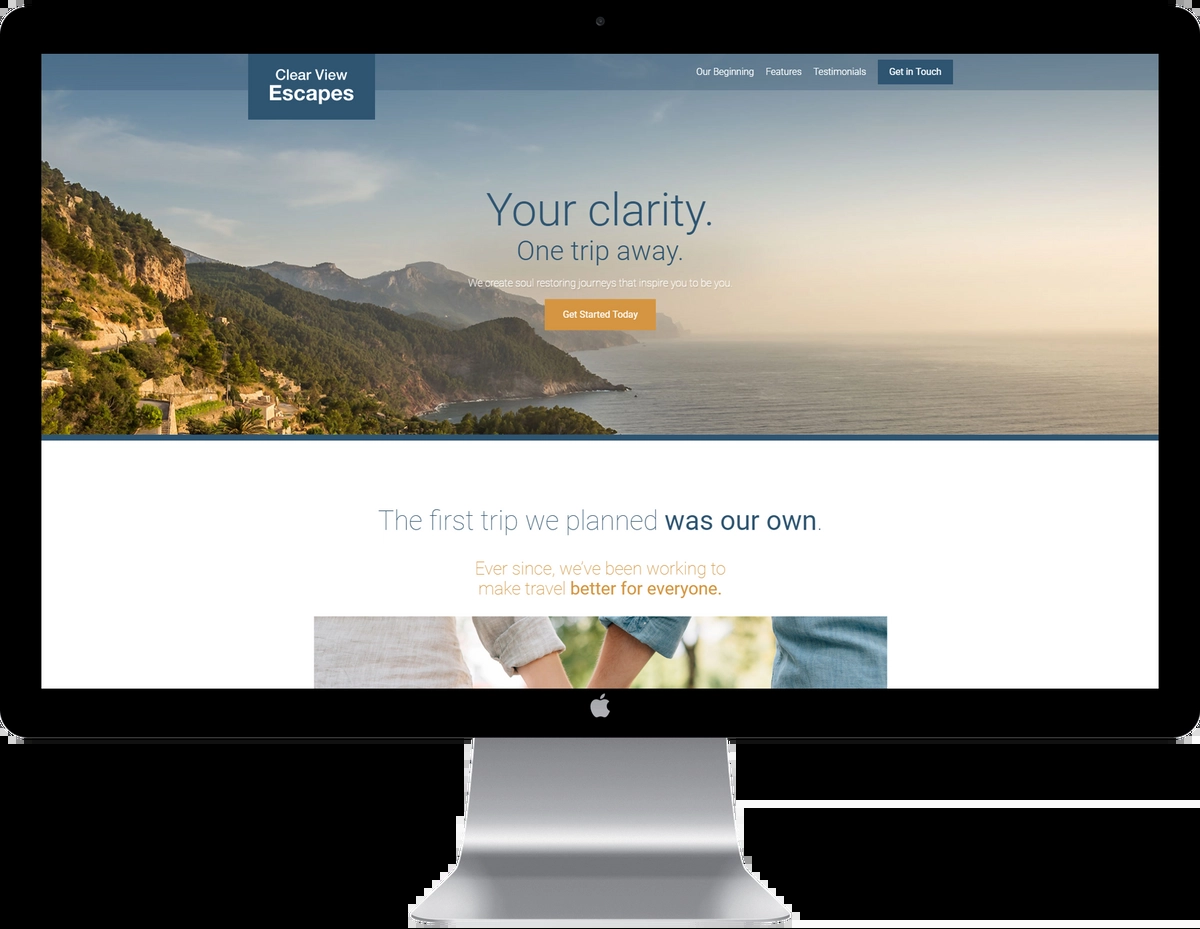 Clear View
Escapes
Our Beginning Features Testimonials Get in Touch
Your clarity.
One trip away.
We create soul restoring journeys that inspire you to be you
Get Started Today
The first trip we planned was our own.
Ever since, we've been working to
make travel better for everyone.